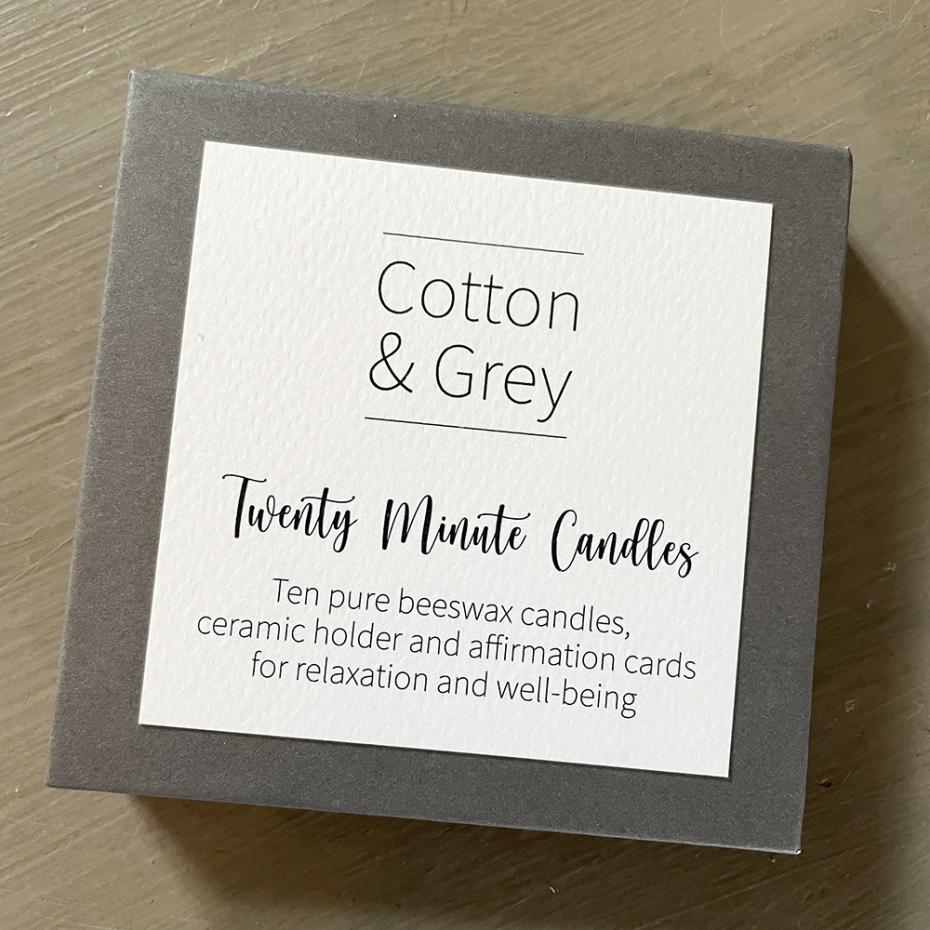 Cotton
& Grey
Twenty Minute Candles
Ten pure beeswax candles,
ceramic holder and affirmation cards
for relaxation and well-being